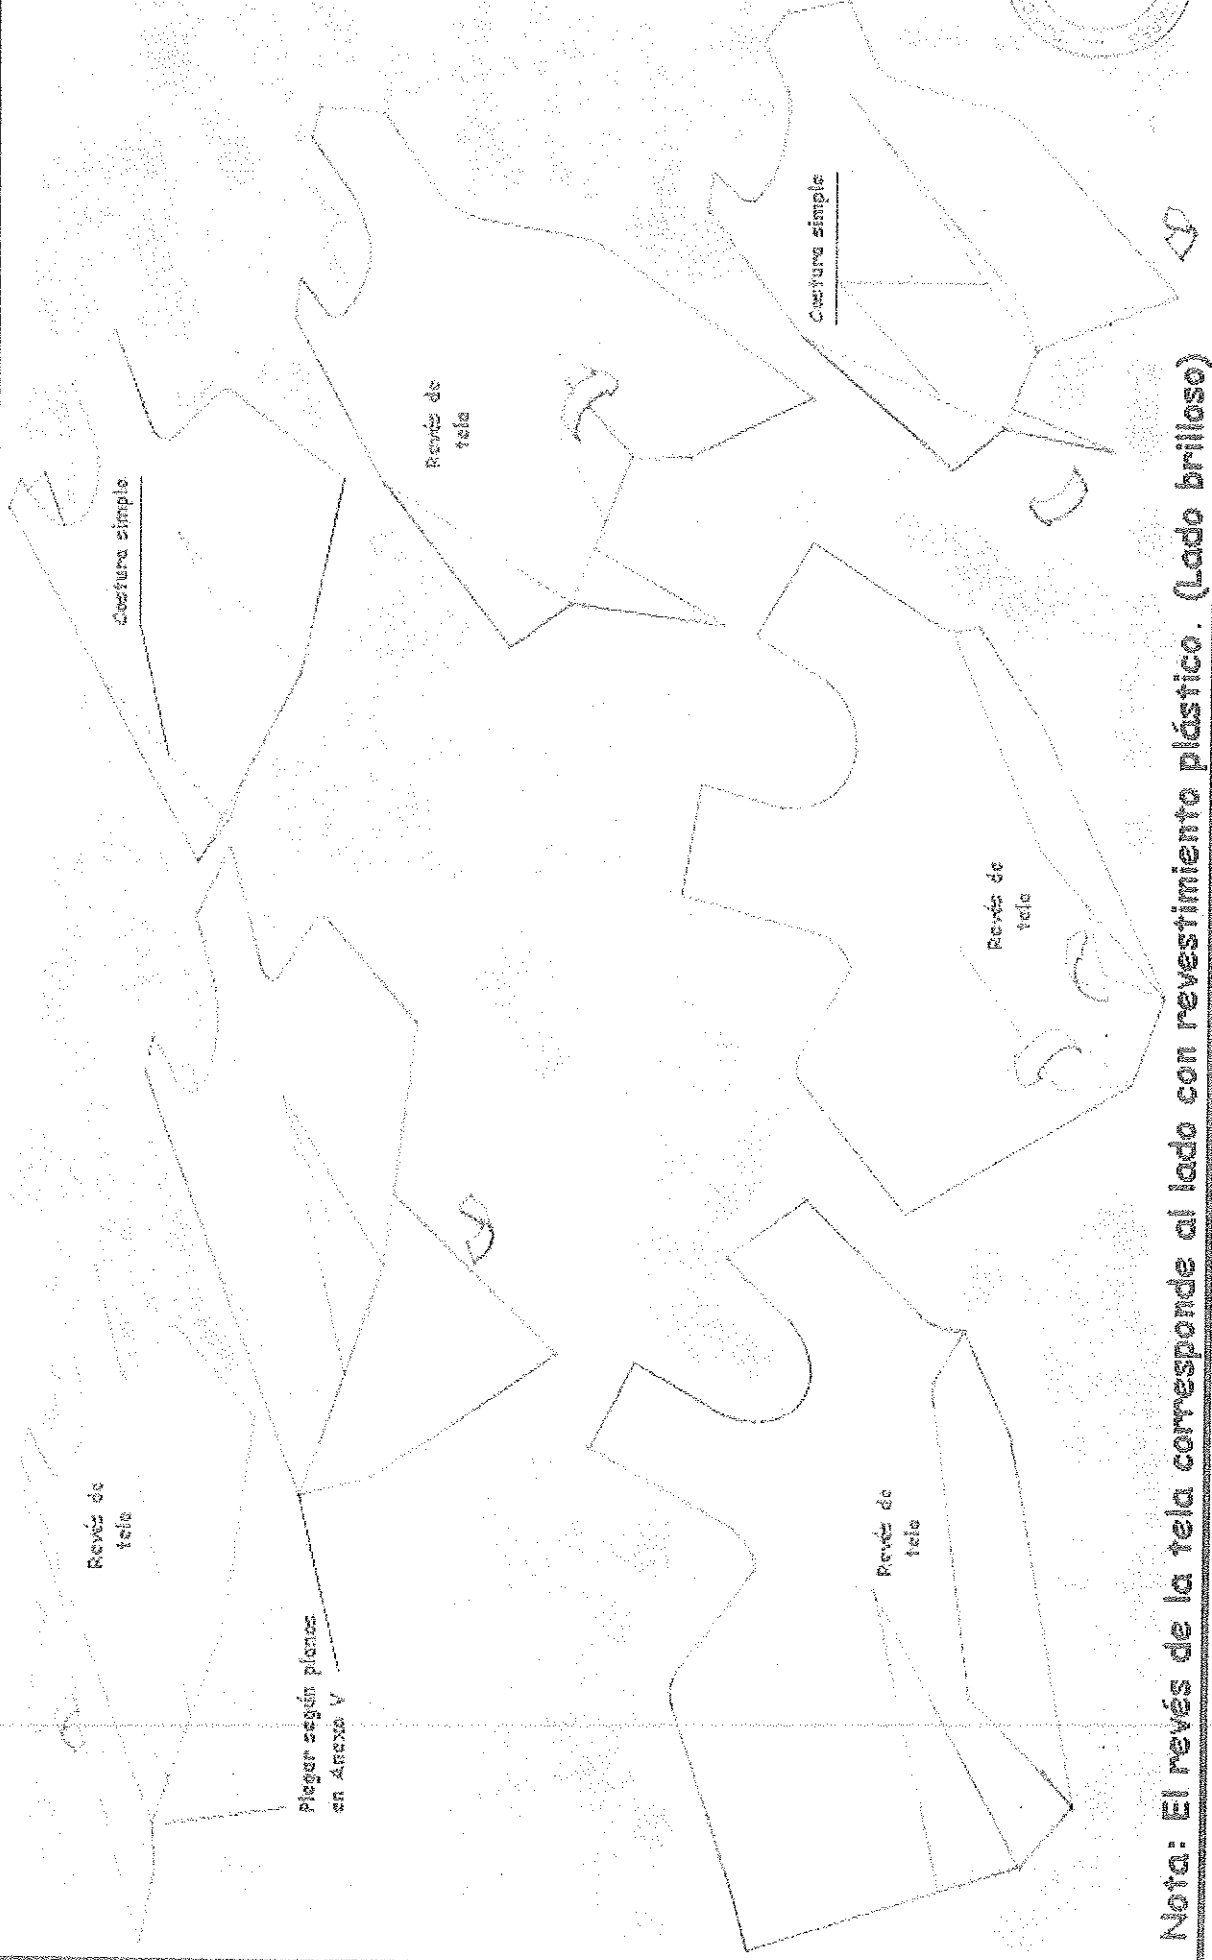 Revés de
tela
Plegar según planos
en Anexo V
Costura simple
Revés de
tela
Costura simple
Revés de
tela
Revés de
tela
Nota: El revés de la tela corresponde al lado con revestimiento plástico. (Lado brilloso)